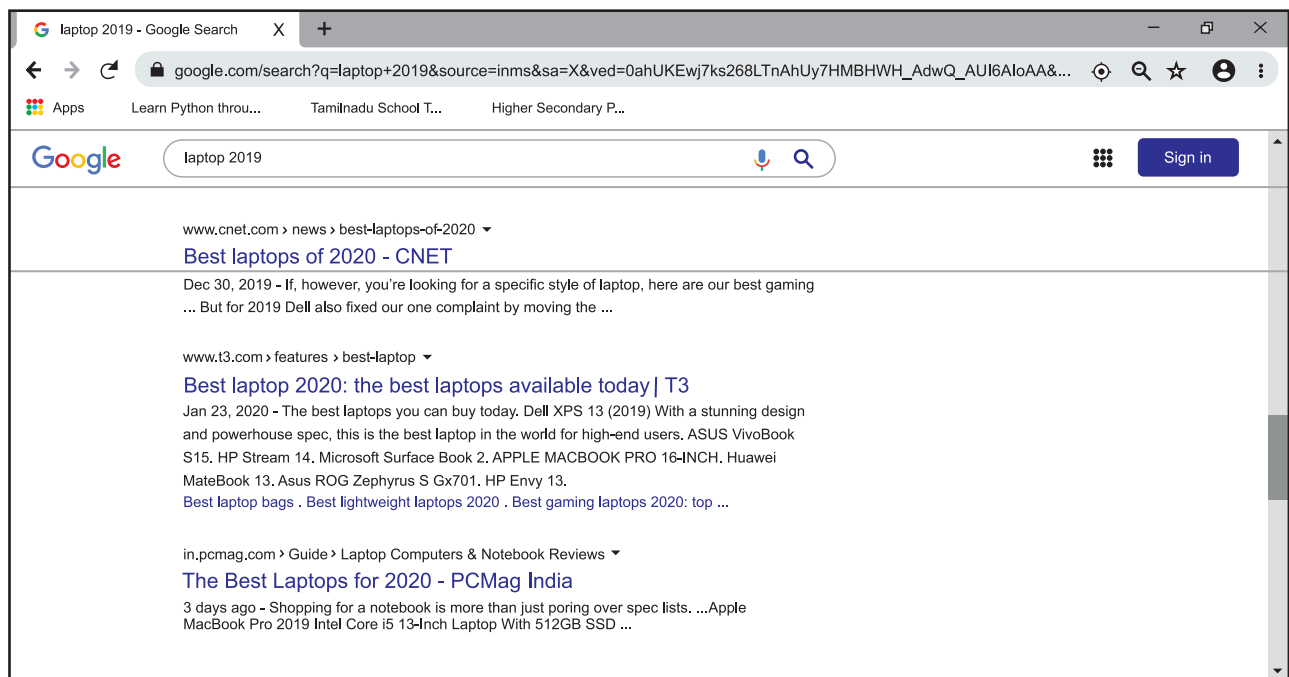 laptop 2019 - Google Search X +
google.com/search?q=laptop+2019&source=inms&sa=X&ved=0ahUKEwj7ks268LTnAhUy7HMBHWH_AdwQ_AUI6AIoAA&...
Apps Learn Python throu... Tamilnadu School T... Higher Secondary P...
Google laptop 2019 Sign in
www.cnet.com › news › best-laptops-of-2020
Best laptops of 2020 - CNET
Dec 30, 2019 - If, however, you're looking for a specific style of laptop, here are our best gaming
... But for 2019 Dell also fixed our one complaint by moving the ...
www.t3.com › features › best-laptop
Best laptop 2020: the best laptops available today | T3
Jan 23, 2020 - The best laptops you can buy today. Dell XPS 13 (2019) With a stunning design
and powerhouse spec, this is the best laptop in the world for high-end users. ASUS VivoBook
S15. HP Stream 14. Microsoft Surface Book 2. APPLE MACBOOK PRO 16-INCH. Huawei
MateBook 13. Asus ROG Zephyrus S Gx701. HP Envy 13.
Best laptop bags . Best lightweight laptops 2020 . Best gaming laptops 2020: top ...
in.pcmag.com › Guide › Laptop Computers & Notebook Reviews
The Best Laptops for 2020 - PCMag India
3 days ago - Shopping for a notebook is more than just poring over spec lists. ...Apple
MacBook Pro 2019 Intel Core i5 13-Inch Laptop With 512GB SSD ...